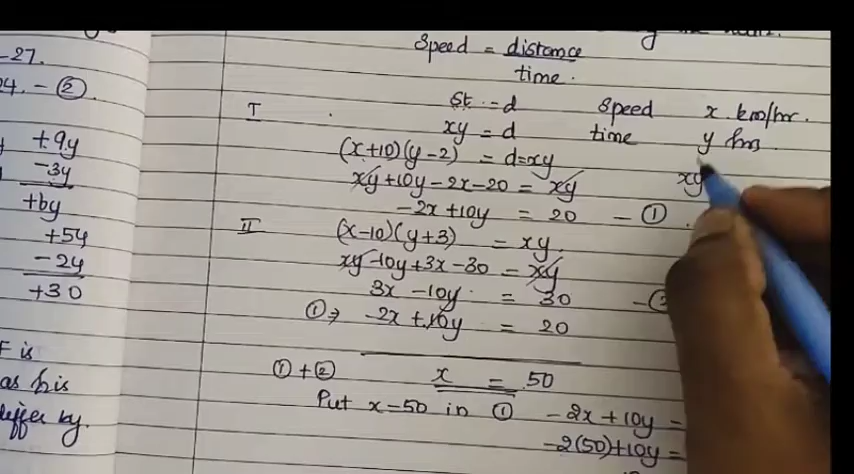 -27.
24. - ②
+9y
-3y
+by
+54
-24
+30
F is
as his
differ by.
Speed = distance
time.
I
St = d
Speed x km/hr.
xy = d
time y hrs
(x+10)(y-2) = d=xy
xy
xy+10y-2x-20 = xy
-2x+10y = 20 - ①.
II
(x-10)(y+3) = xy.
xy-10y+3x-30 = xy
3x -10y = 30
①⇒ -2x+10y = 20
①+② x = 50
Put x=50 in ① -2x+10y =
-2(50)+10y =